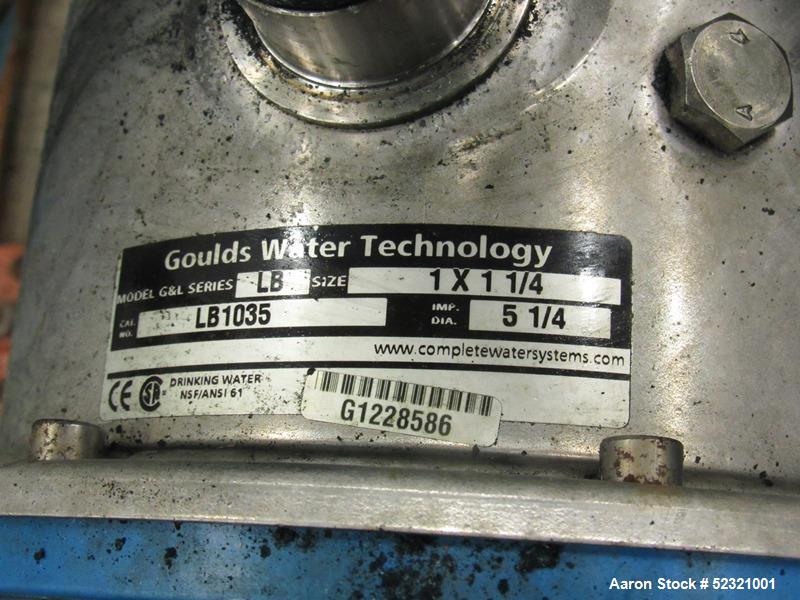 Goulds Water Technology
MODEL G&L SERIES LB SIZE 1 X 1 1/4
CAT. NO. LB1035 IMP. DIA. 5 1/4
www.completewatersystems.com
CE DRINKING WATER
NSF/ANSI 61
G1228586
Aaron Stock # 52321001